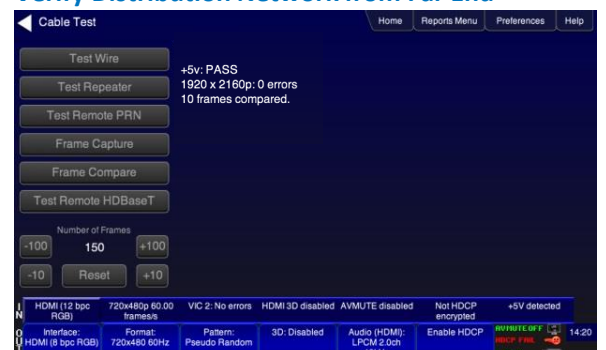 Verify Distribution Network from Far End
Cable Test
Home
Reports Menu
Preferences
Help
Test Wire
Test Repeater
Test Remote PRN
Frame Capture
Frame Compare
Test Remote HDBaseT
+5v: PASS
1920 x 2160p: 0 errors
10 frames compared.
Number of Frames
-100
150
+100
-10
Reset
+10
IN
HDMI (12 bpc
RGB)
720x480p 60.00
frames/s
VIC 2: No errors
HDMI 3D disabled
AVMUTE disabled
Not HDCP
encrypted
+5V detected
OUT
Interface:
HDMI (8 bpc RGB)
Format:
720x480 60Hz
Pattern:
Pseudo Random
3D: Disabled
Audio (HDMI):
LPCM 2.0ch
Enable HDCP
AVMUTE OFF
HDCP FAIL
14:20